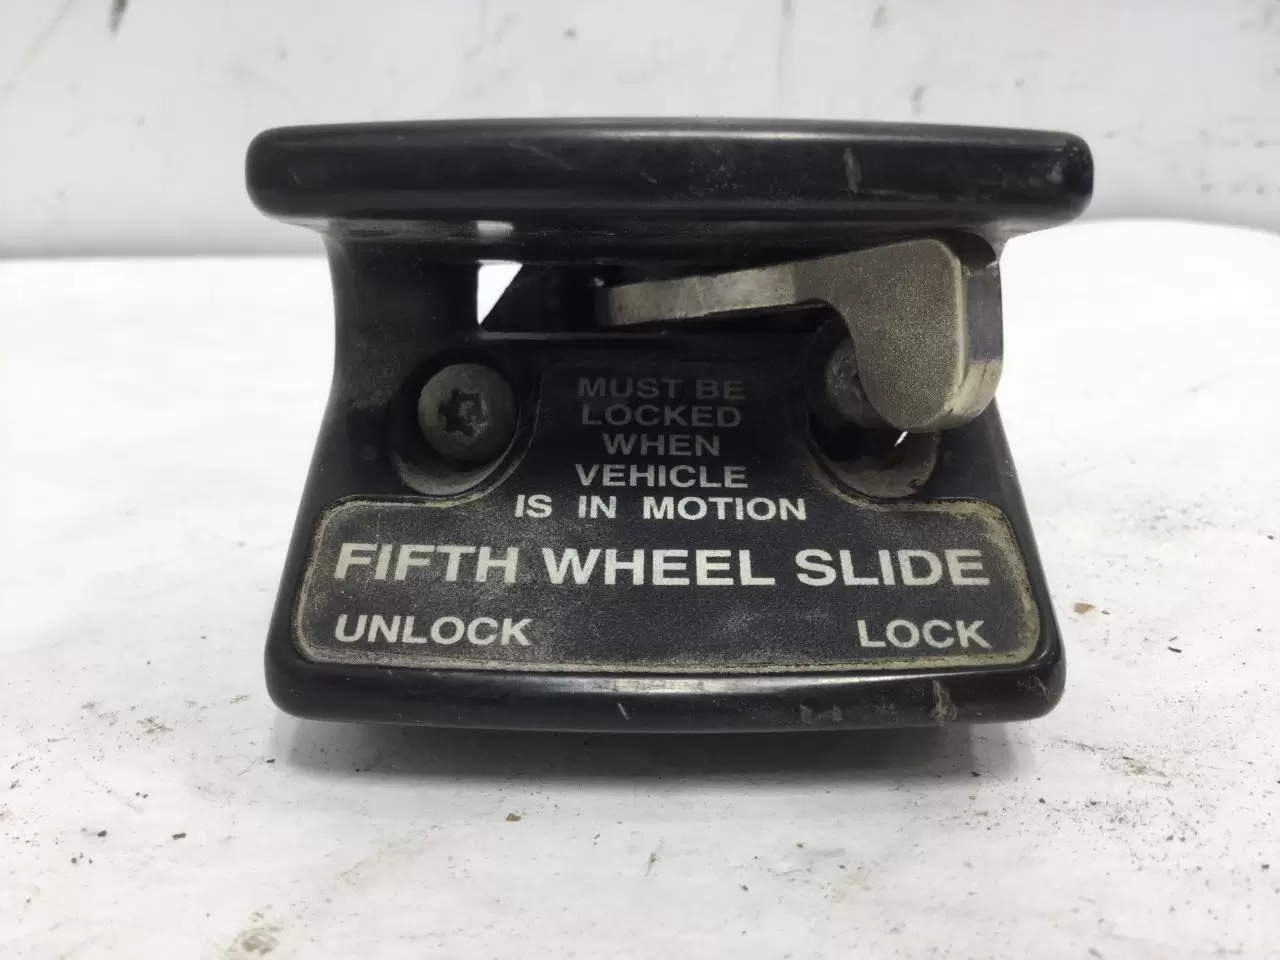 MUST BE
LOCKED
WHEN
VEHICLE
IS IN MOTION
FIFTH WHEEL SLIDE
UNLOCK LOCK